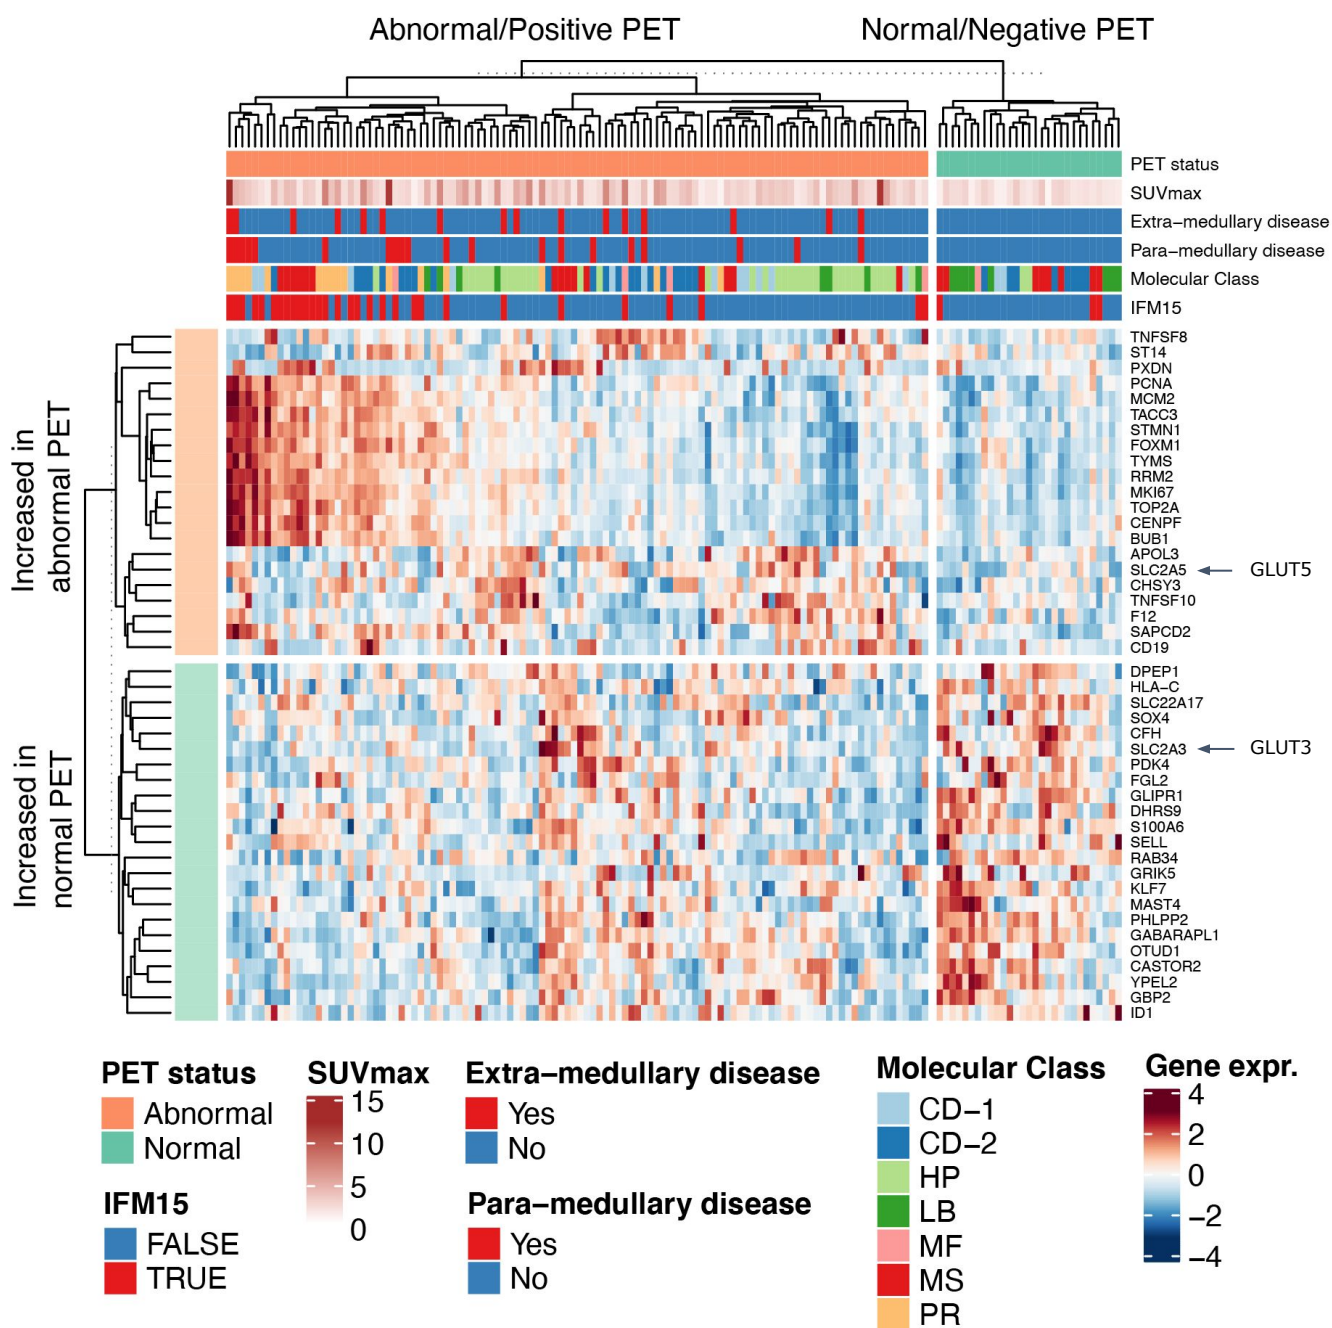 Abnormal/Positive PET
Normal/Negative PET
PET status
SUVmax
Extra-medullary disease
Para-medullary disease
Molecular Class
IFM15
Increased in
abnormal PET
TNFSF8
ST14
PXDN
PCNA
MCM2
TACC3
STMN1
FOXM1
TYMS
RRM2
MKI67
TOP2A
CENPF
BUB1
APOL3
SLC2A5
GLUT5
CHSY3
TNFSF10
F12
SAPCD2
CD19
Increased in
normal PET
DPEP1
HLA-C
SLC22A17
SOX4
CFH
SLC2A3
GLUT3
PDK4
FGL2
GLIPR1
DHRS9
S100A6
SELL
RAB34
GRIK5
KLF7
MAST4
PHLPP2
GABARAPL1
OTUD1
CASTOR2
YPEL2
GBP2
ID1
PET status
Abnormal
Normal
IFM15
FALSE
TRUE
SUVmax
15
10
5
0
Extra-medullary disease
Yes
No
Para-medullary disease
Yes
No
Molecular Class
CD-1
CD-2
HP
LB
MF
MS
PR
Gene expr.
4
2
0
-2
-4